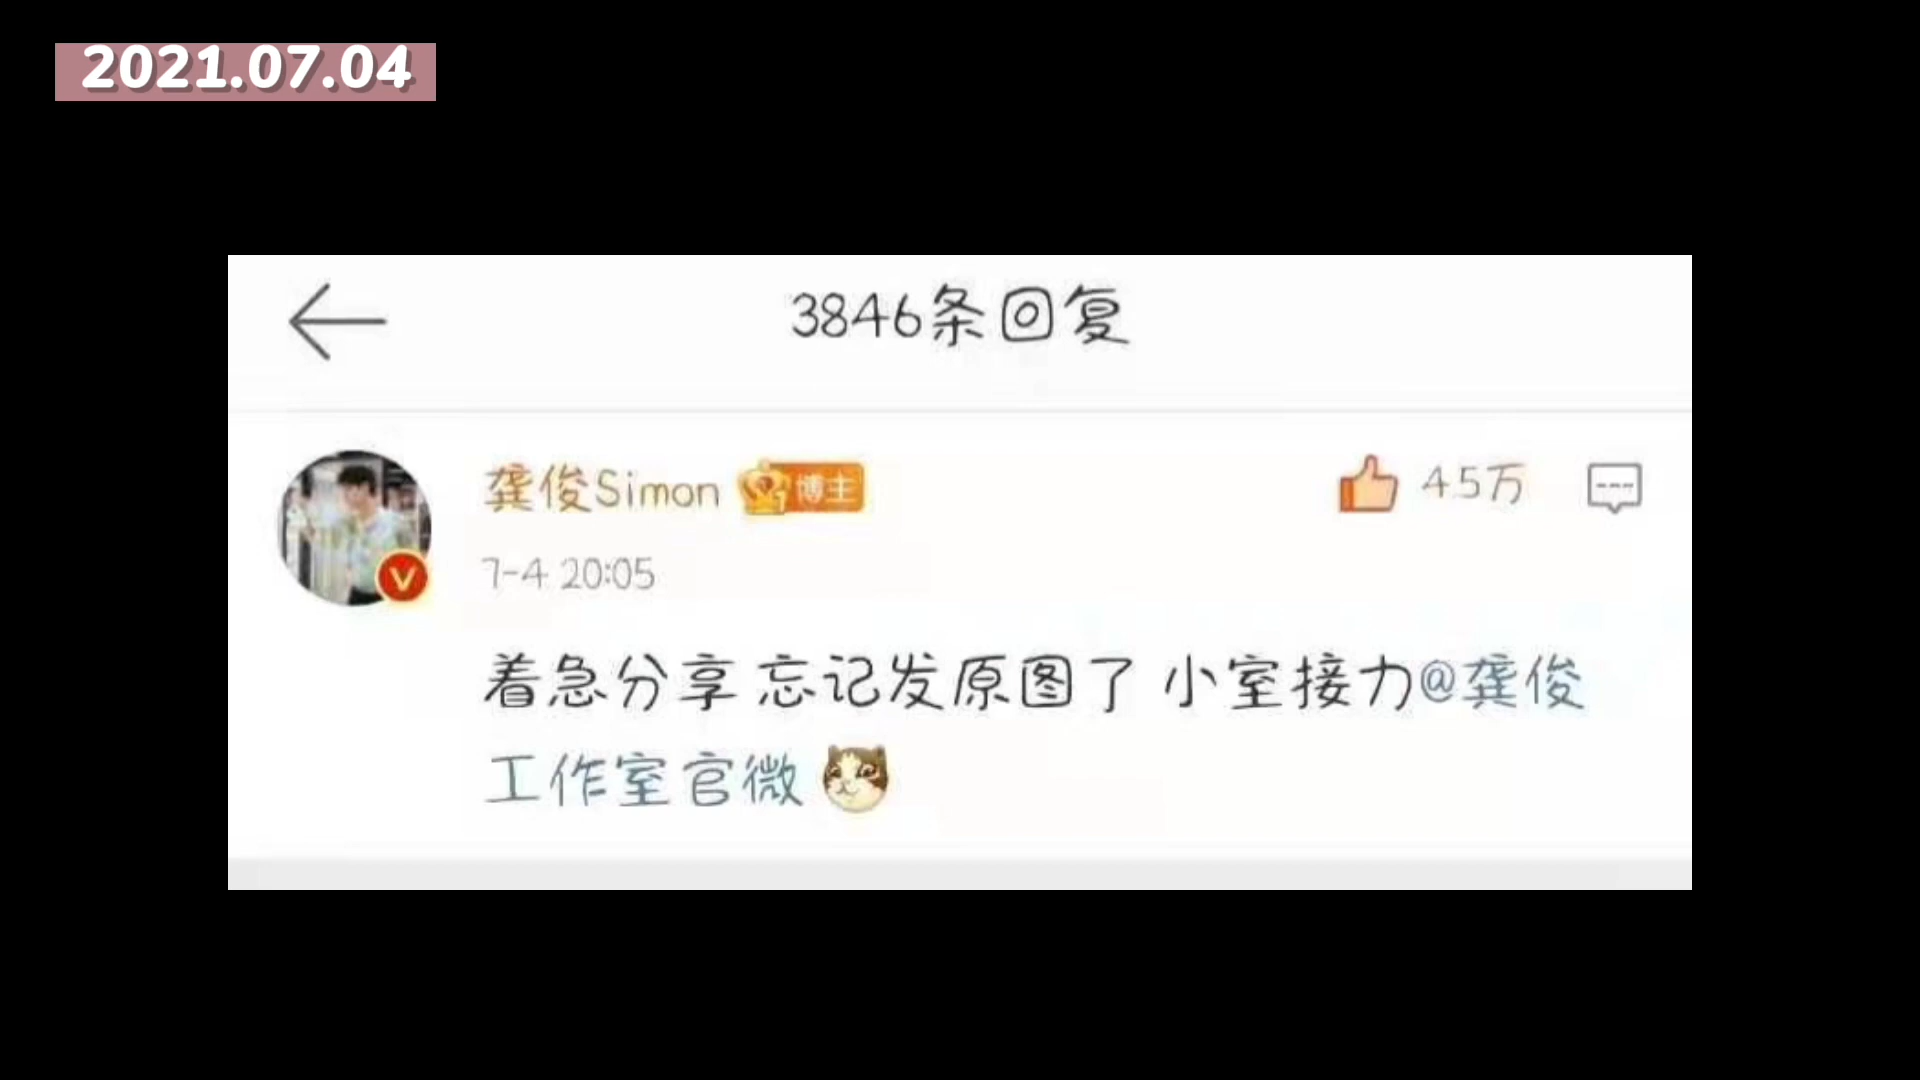 2021.07.04
3846条回复
龚俊Simon 博主 4.5万
7-4 20:05
着急分享 忘记发原图了 小室接力@龚俊
工作室官微